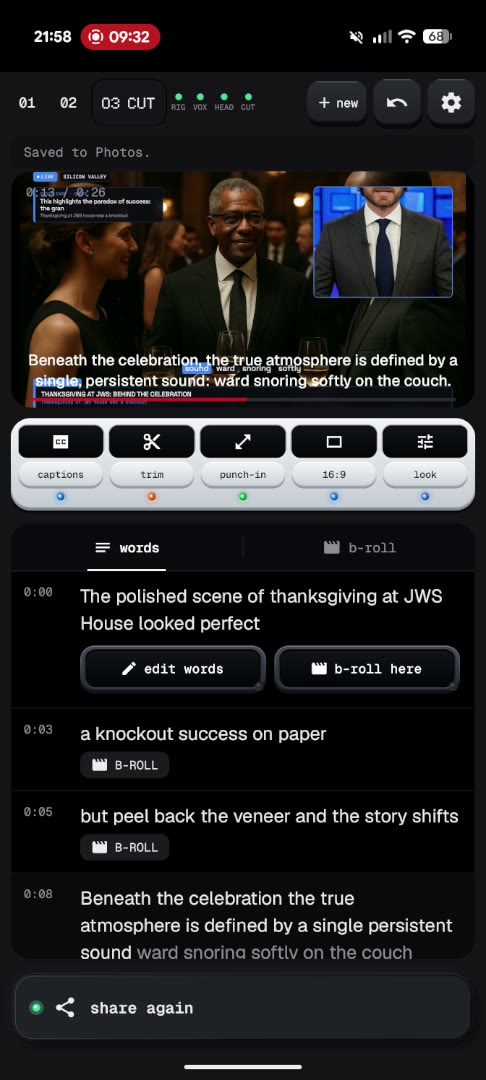 21:58
09:32
68
01 02 03 CUT
RIG VOX HEAD CUT
+ new
Saved to Photos.
LIVE SILICON VALLEY
0:13 / 0:26
This highlights the paradox of success:
the gran
Thanksgiving at JWS house was a knockout
Beneath the celebration, the true atmosphere is defined by a
sound ward snoring softly
single, persistent sound: ward snoring softly on the couch.
THANKSGIVING AT JWS: BEHIND THE CELEBRATION
CC
captions trim punch-in 16:9 look
words b-roll
0:00
The polished scene of thanksgiving at JWS
House looked perfect
edit words b-roll here
0:03
a knockout success on paper
B-ROLL
0:05
but peel back the veneer and the story shifts
B-ROLL
0:08
Beneath the celebration the true
atmosphere is defined by a single persistent
sound ward snoring softly on the couch
share again